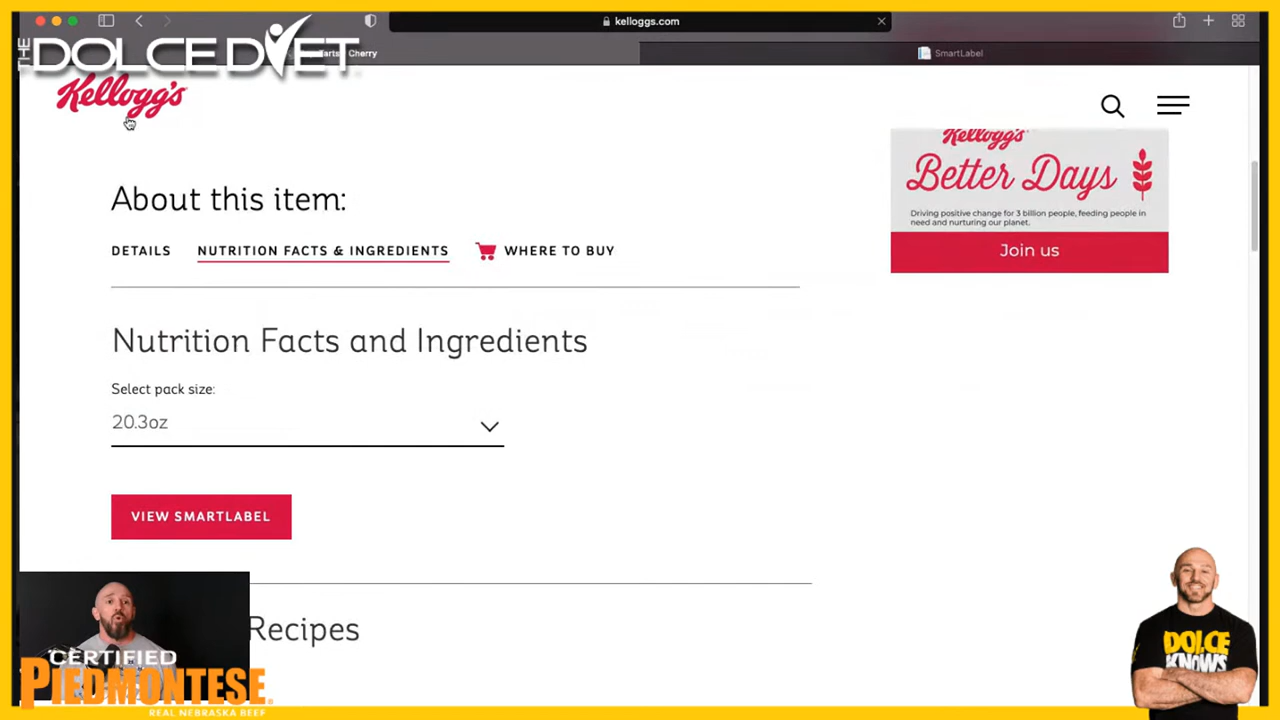 kelloggs.com
THE DOLCE DIET
Tarts Cherry
SmartLabel
Kellogg's
Kellogg's
Better Days
Driving positive change for 3 billion people, feeding people in
need and nurturing our planet.
Join us
About this item:
DETAILS NUTRITION FACTS & INGREDIENTS WHERE TO BUY
Nutrition Facts and Ingredients
Select pack size:
20.3oz
VIEW SMARTLABEL
Recipes
CERTIFIED
PIEDMONTESE
REAL NEBRASKA BEEF
DOLCE
KNOWS